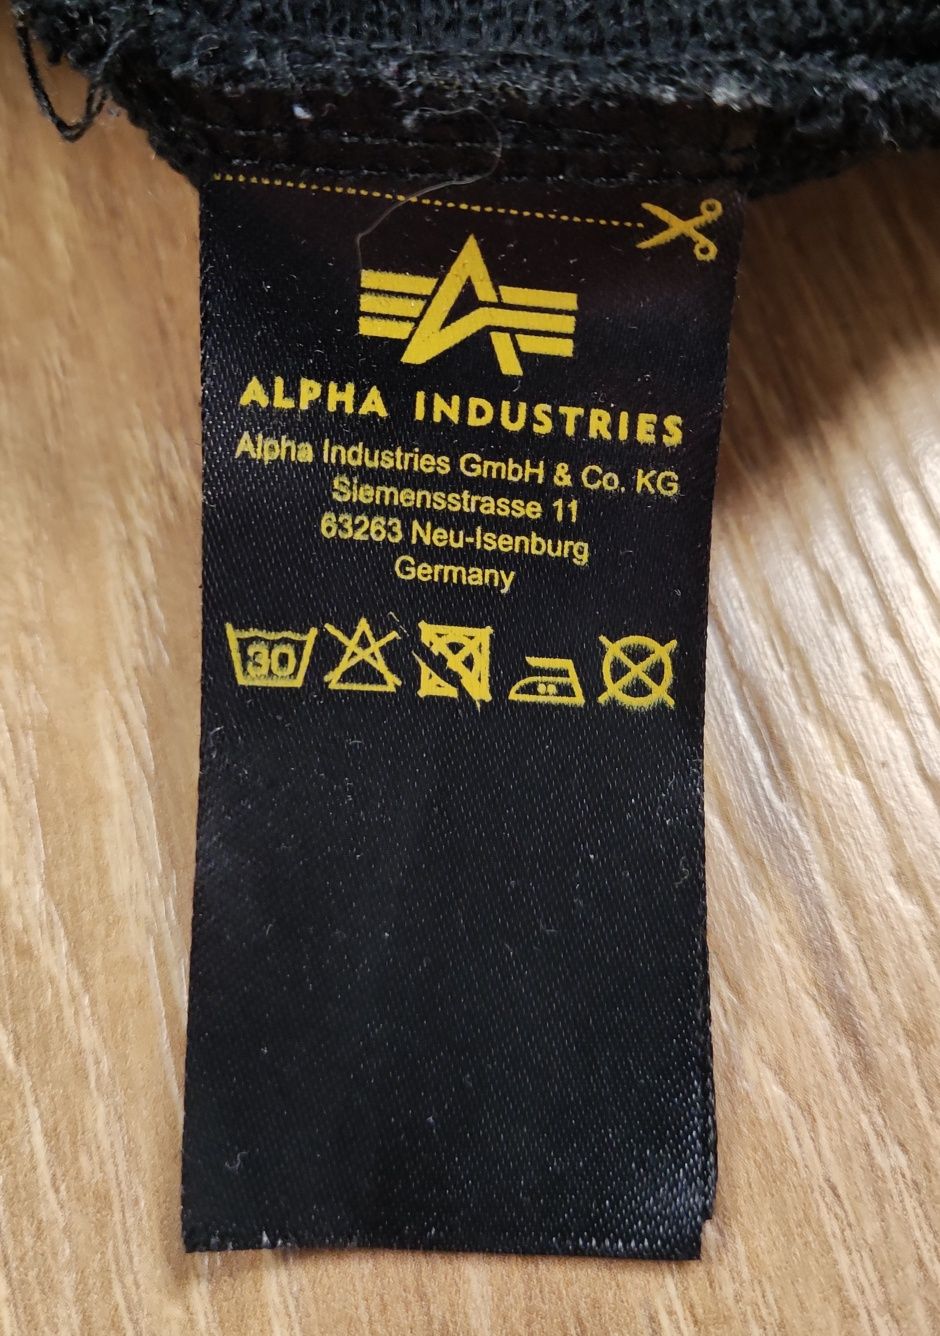 ALPHA INDUSTRIES
Alpha Industries GmbH & Co. KG
Siemensstrasse 11
63263 Neu-Isenburg
Germany
30